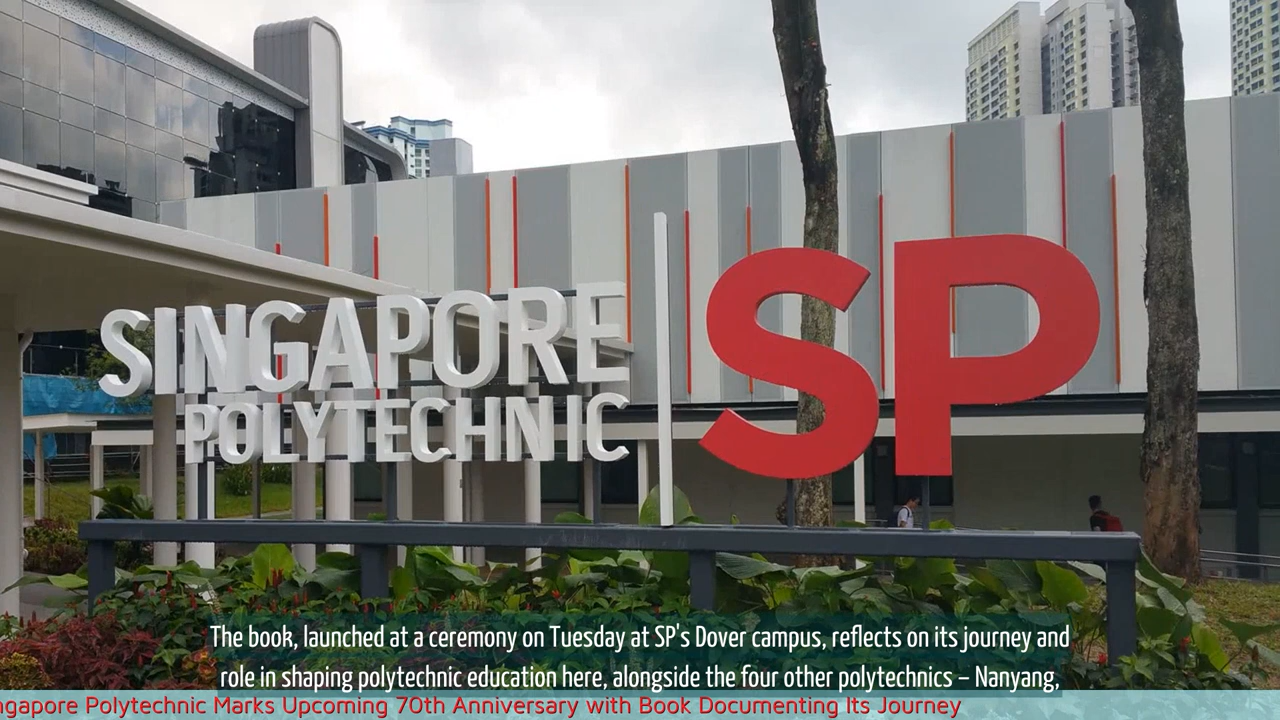 SINGAPORE
POLYTECHNIC
SP
The book, launched at a ceremony on Tuesday at SP's Dover campus, reflects on its journey and
role in shaping polytechnic education here, alongside the four other polytechnics – Nanyang,
ngapore Polytechnic Marks Upcoming 70th Anniversary with Book Documenting Its Journey